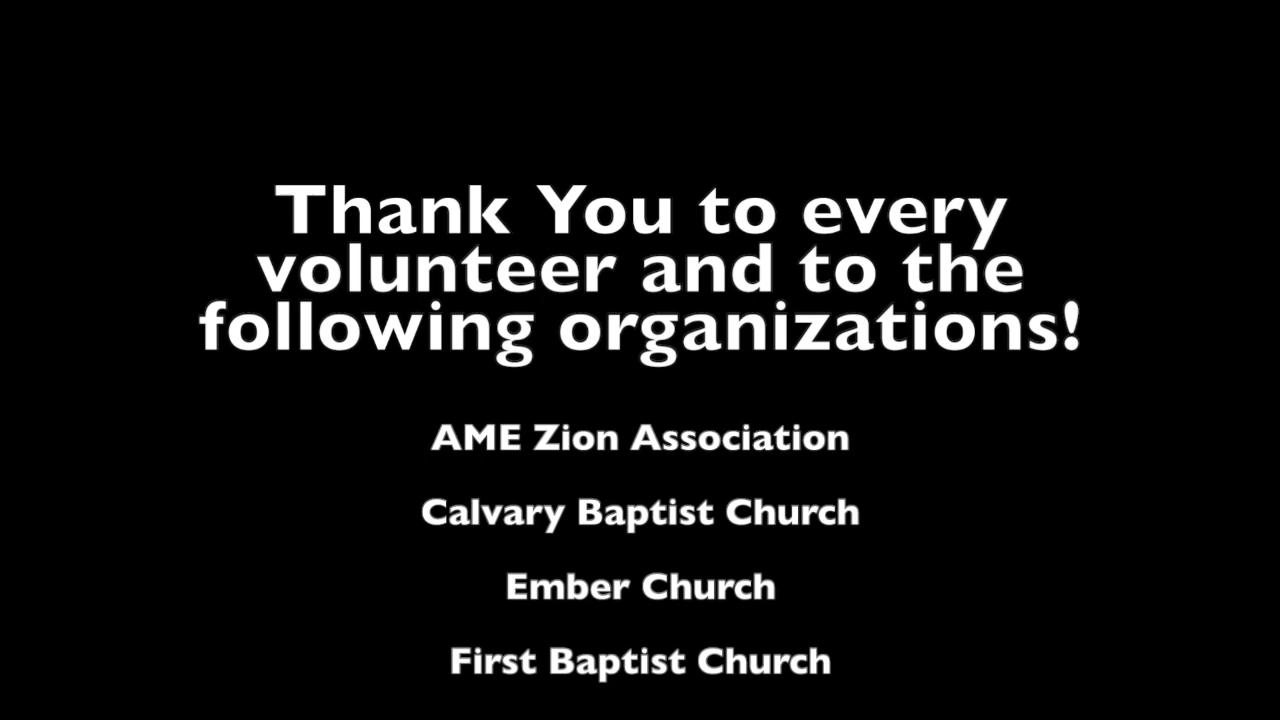 Thank You to every
volunteer and to the
following organizations!
AME Zion Association
Calvary Baptist Church
Ember Church
First Baptist Church